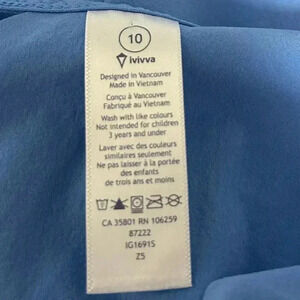 10
ivivva
Designed in Vancouver
Made in Vietnam
Conçu à Vancouver
Fabriqué au Vietnam
Wash with like colours
Not intended for children
3 years and under
Laver avec des couleurs
similaires seulement
Ne pas laisser à la portée
des enfants
de trois ans et moins
CA 35801 RN 106259
87222
IG1691S
Z5